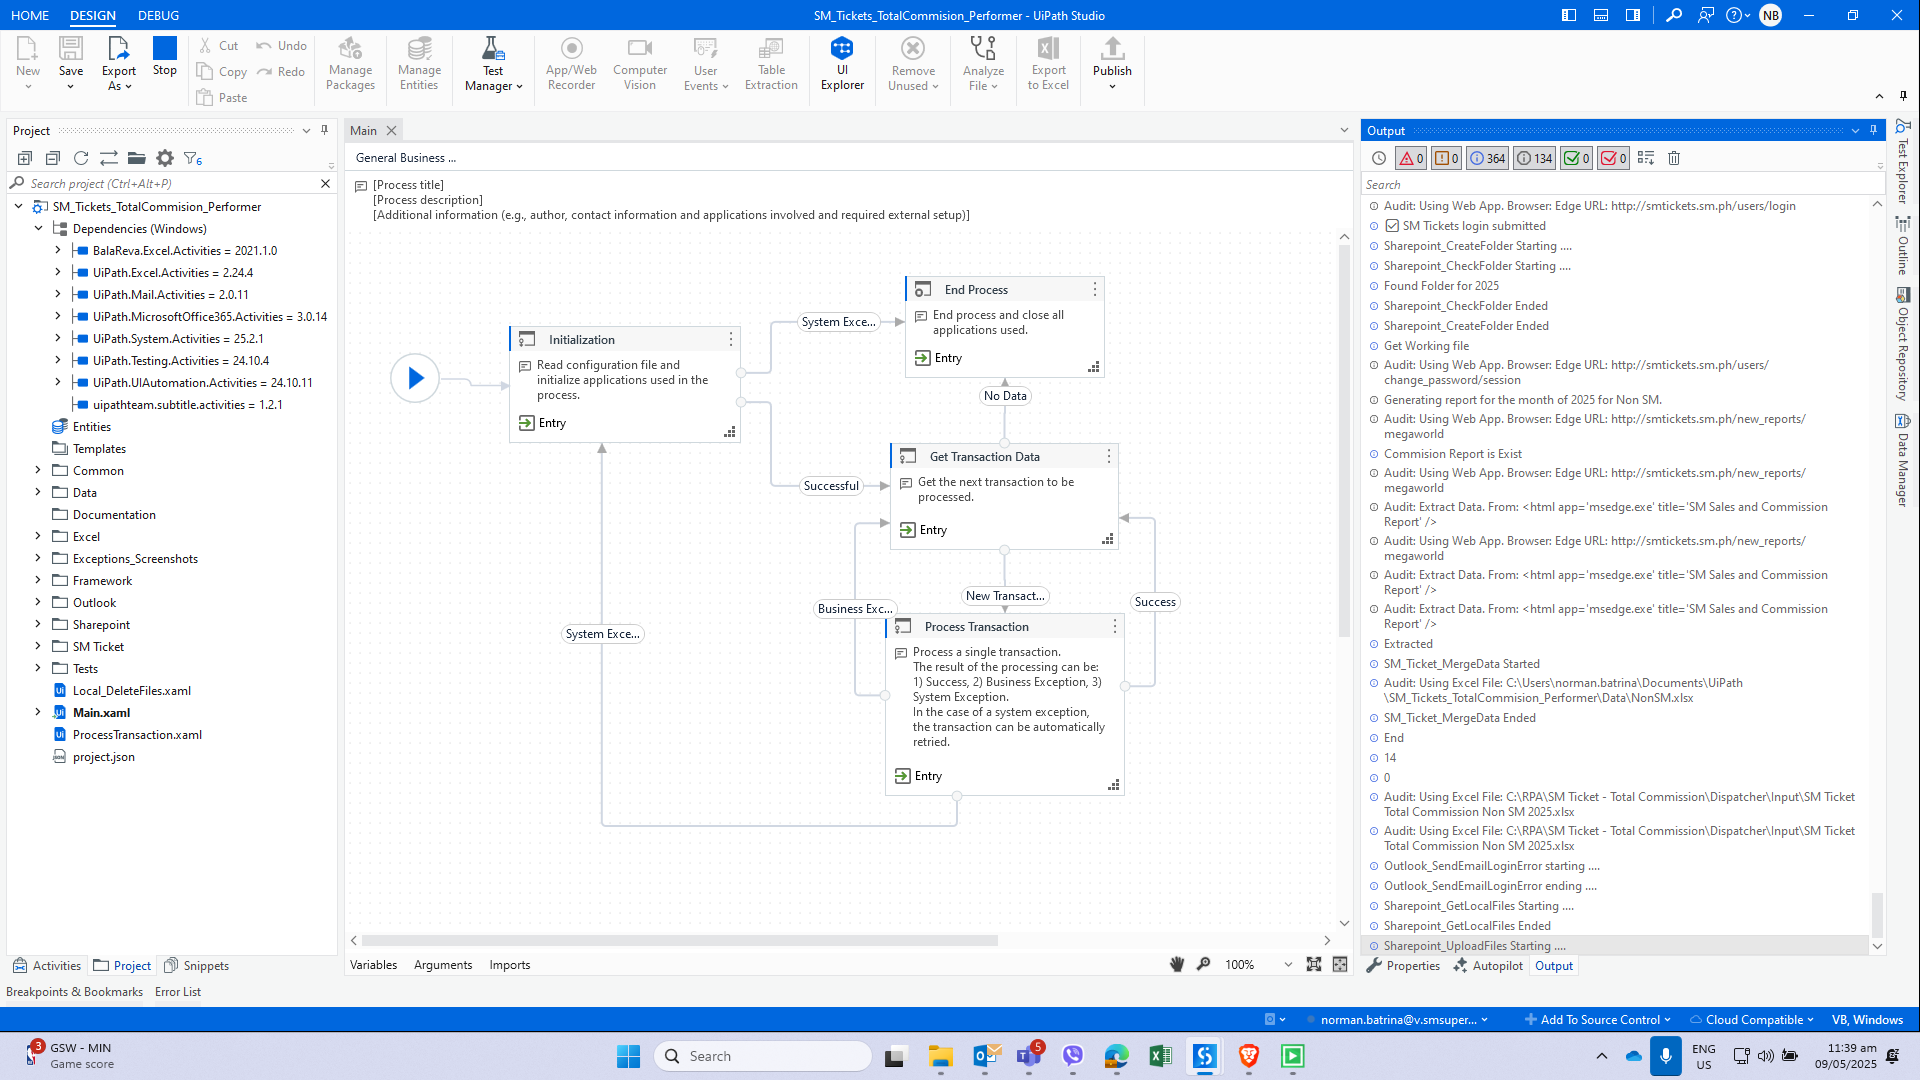 HOME
DESIGN
DEBUG
SM_Tickets_TotalCommision_Performer - UiPath Studio
NB
New
Save
Export
As
Stop
Cut
Copy
Paste
Undo
Redo
Manage
Packages
Manage
Entities
Test
Manager
App/Web
Recorder
Computer
Vision
User
Events
Table
Extraction
UI
Explorer
Remove
Unused
Analyze
File
Export
to Excel
Publish
Project
6
Search project (Ctrl+Alt+P)
SM_Tickets_TotalCommision_Performer
Dependencies (Windows)
BalaReva.Excel.Activities = 2021.1.0
UiPath.Excel.Activities = 2.24.4
UiPath.Mail.Activities = 2.0.11
UiPath.MicrosoftOffice365.Activities = 3.0.14
UiPath.System.Activities = 25.2.1
UiPath.Testing.Activities = 24.10.4
UiPath.UIAutomation.Activities = 24.10.11
uipathteam.subtitle.activities = 1.2.1
Entities
Templates
Common
Data
Documentation
Excel
Exceptions_Screenshots
Framework
Outlook
Sharepoint
SM Ticket
Tests
Local_DeleteFiles.xaml
Main.xaml
ProcessTransaction.xaml
project.json
Activities
Project
Snippets
Breakpoints & Bookmarks
Error List
Main
General Business ...
[Process title]
[Process description]
[Additional information (e.g., author, contact information and applications involved and required external setup)]
Initialization
Read configuration file and
initialize applications used in the
process.
Entry
System Exce...
End Process
End process and close all
applications used.
Entry
No Data
Successful
Get Transaction Data
Get the next transaction to be
processed.
Entry
Business Exc...
New Transact...
Success
System Exce...
Process Transaction
Process a single transaction.
The result of the processing can be:
1) Success, 2) Business Exception, 3)
System Exception.
In the case of a system exception,
the transaction can be automatically
retried.
Entry
Variables
Arguments
Imports
100%
Output
0
0
364
134
0
0
Search
Audit: Using Web App. Browser: Edge URL: http://smtickets.sm.ph/users/login
SM Tickets login submitted
Sharepoint_CreateFolder Starting ....
Sharepoint_CheckFolder Starting ....
Found Folder for 2025
Sharepoint_CheckFolder Ended
Sharepoint_CreateFolder Ended
Get Working file
Audit: Using Web App. Browser: Edge URL: http://smtickets.sm.ph/users/
change_password/session
Generating report for the month of 2025 for Non SM.
Audit: Using Web App. Browser: Edge URL: http://smtickets.sm.ph/new_reports/
megaworld
Commision Report is Exist
Audit: Using Web App. Browser: Edge URL: http://smtickets.sm.ph/new_reports/
megaworld
Audit: Extract Data. From: <html app='msedge.exe' title='SM Sales and Commission
Report' />
Audit: Using Web App. Browser: Edge URL: http://smtickets.sm.ph/new_reports/
megaworld
Audit: Extract Data. From: <html app='msedge.exe' title='SM Sales and Commission
Report' />
Audit: Extract Data. From: <html app='msedge.exe' title='SM Sales and Commission
Report' />
Extracted
SM_Ticket_MergeData Started
Audit: Using Excel File: C:\Users\norman.batrina\Documents\UiPath
\SM_Tickets_TotalCommision_Performer\Data\NonSM.xlsx
SM_Ticket_MergeData Ended
End
14
0
Audit: Using Excel File: C:\RPA\SM Ticket - Total Commission\Dispatcher\Input\SM Ticket
Total Commission Non SM 2025.xlsx
Audit: Using Excel File: C:\RPA\SM Ticket - Total Commission\Dispatcher\Input\SM Ticket
Total Commission Non SM 2025.xlsx
Outlook_SendEmailLoginError starting ....
Outlook_SendEmailLoginError ending ....
Sharepoint_GetLocalFiles Starting ....
Sharepoint_GetLocalFiles Ended
Sharepoint_UploadFiles Starting ....
Properties
Autopilot
Output
Test Explorer
Outline
Object Repository
Data Manager
norman.batrina@v.smsuper...
Add To Source Control
Cloud Compatible
VB, Windows
3
GSW - MIN
Game score
Search
5
ENG
US
11:39 am
09/05/2025